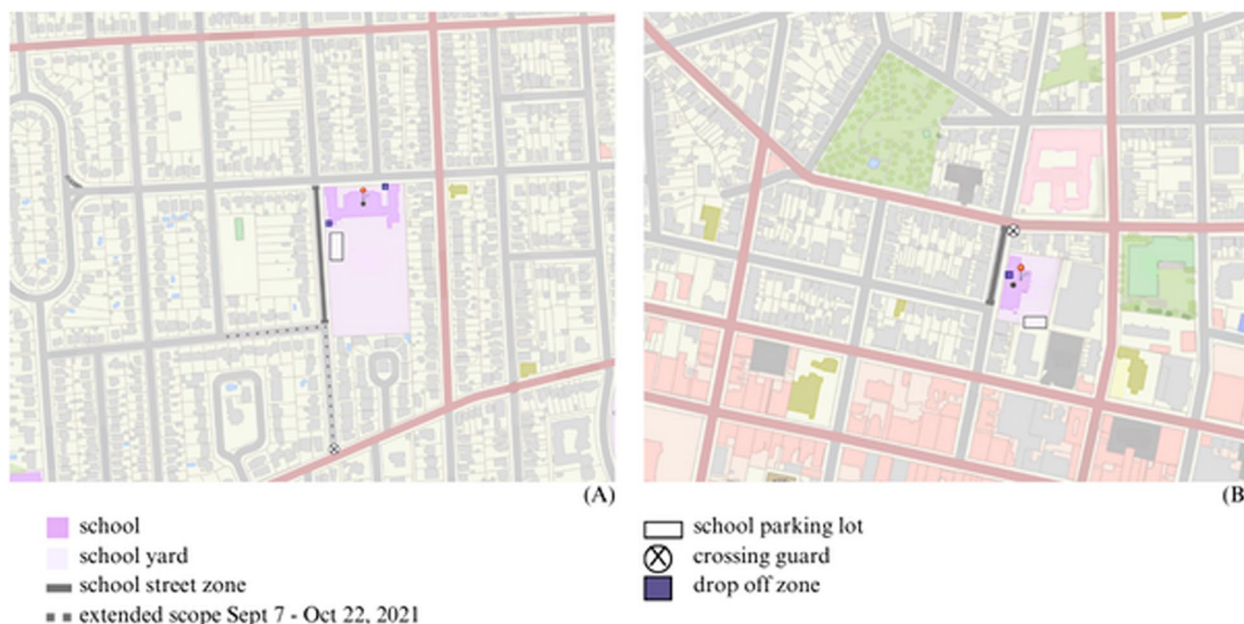 (A)
(B
school
school yard
school street zone
extended scope Sept 7 - Oct 22, 2021
school parking lot
crossing guard
drop off zone